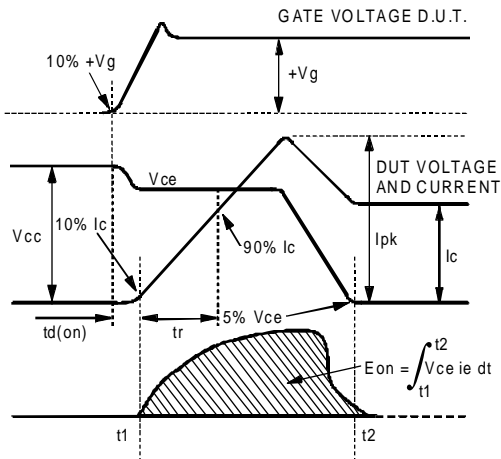 GATE VOLTAGE D.U.T.
10% +Vg
+Vg
Vce
DUT VOLTAGE
AND CURRENT
10% Ic
Vcc
90% Ic
Ipk
Ic
td(on)
tr
5% Vce
Eon = ∫ Vce ie dt
t2
t1
t1
t2